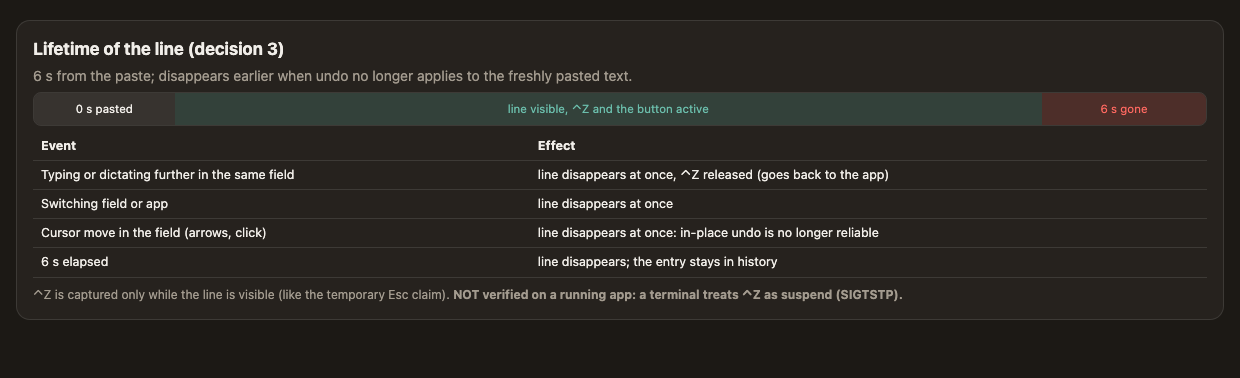 Lifetime of the line (decision 3)
6 s from the paste; disappears earlier when undo no longer applies to the freshly pasted text.
0 s pasted
line visible, ^Z and the button active
6 s gone
Event Effect
Typing or dictating further in the same field line disappears at once, ^Z released (goes back to the app)
Switching field or app line disappears at once
Cursor move in the field (arrows, click) line disappears at once: in-place undo is no longer reliable
6 s elapsed line disappears; the entry stays in history
^Z is captured only while the line is visible (like the temporary Esc claim). NOT verified on a running app: a terminal treats ^Z as suspend (SIGTSTP).